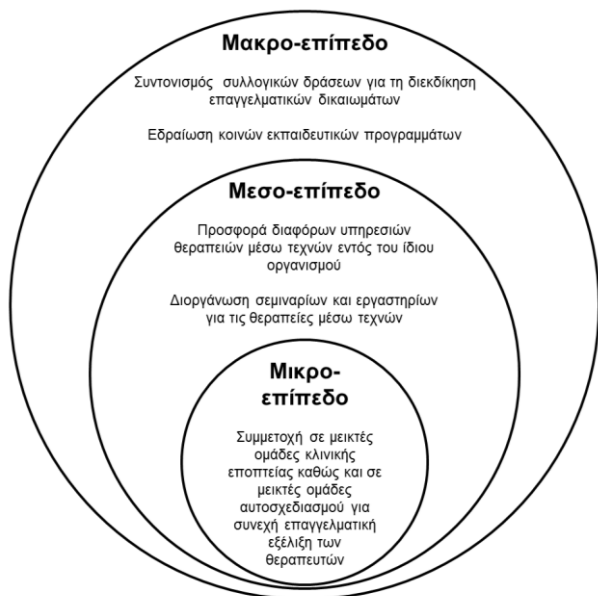 Μακρο-επίπεδο
Συντονισμός συλλογικών δράσεων για τη διεκδίκηση
επαγγελματικών δικαιωμάτων
Εδραίωση κοινών εκπαιδευτικών προγραμμάτων
Μεσο-επίπεδο
Προσφορά διαφόρων υπηρεσιών
θεραπειών μέσω τεχνών εντός του ίδιου
οργανισμού
Διοργάνωση σεμιναρίων και εργαστηρίων
για τις θεραπείες μέσω τεχνών
Μικρο-
επίπεδο
Συμμετοχή σε μεικτές
ομάδες κλινικής
εποπτείας καθώς και σε
μεικτές ομάδες
αυτοσχεδιασμού για
συνεχή επαγγελματική
εξέλιξη των
θεραπευτών